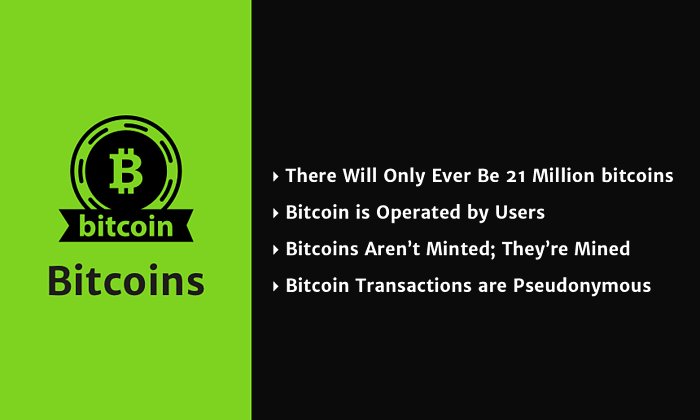 bitcoin
Bitcoins
There Will Only Ever Be 21 Million bitcoins
Bitcoin is Operated by Users
Bitcoins Aren’t Minted; They’re Mined
Bitcoin Transactions are Pseudonymous